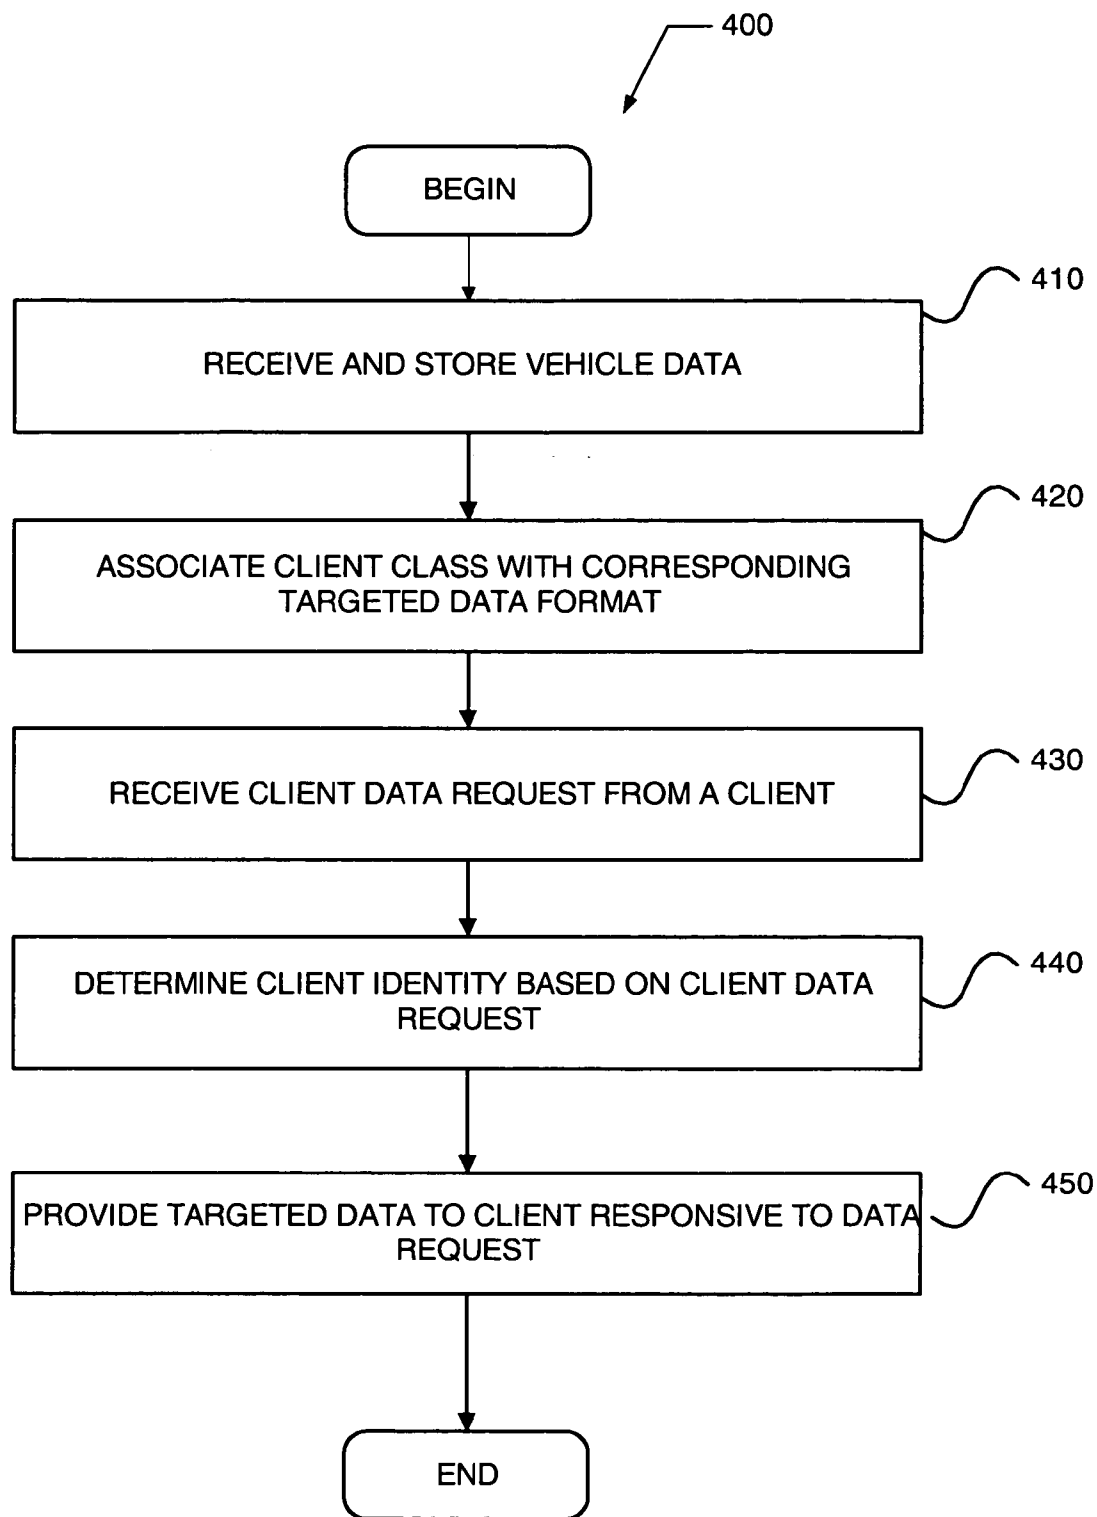 400
BEGIN
410
RECEIVE AND STORE VEHICLE DATA
420
ASSOCIATE CLIENT CLASS WITH CORRESPONDING
TARGETED DATA FORMAT
430
RECEIVE CLIENT DATA REQUEST FROM A CLIENT
440
DETERMINE CLIENT IDENTITY BASED ON CLIENT DATA
REQUEST
450
PROVIDE TARGETED DATA TO CLIENT RESPONSIVE TO DATA
REQUEST
END